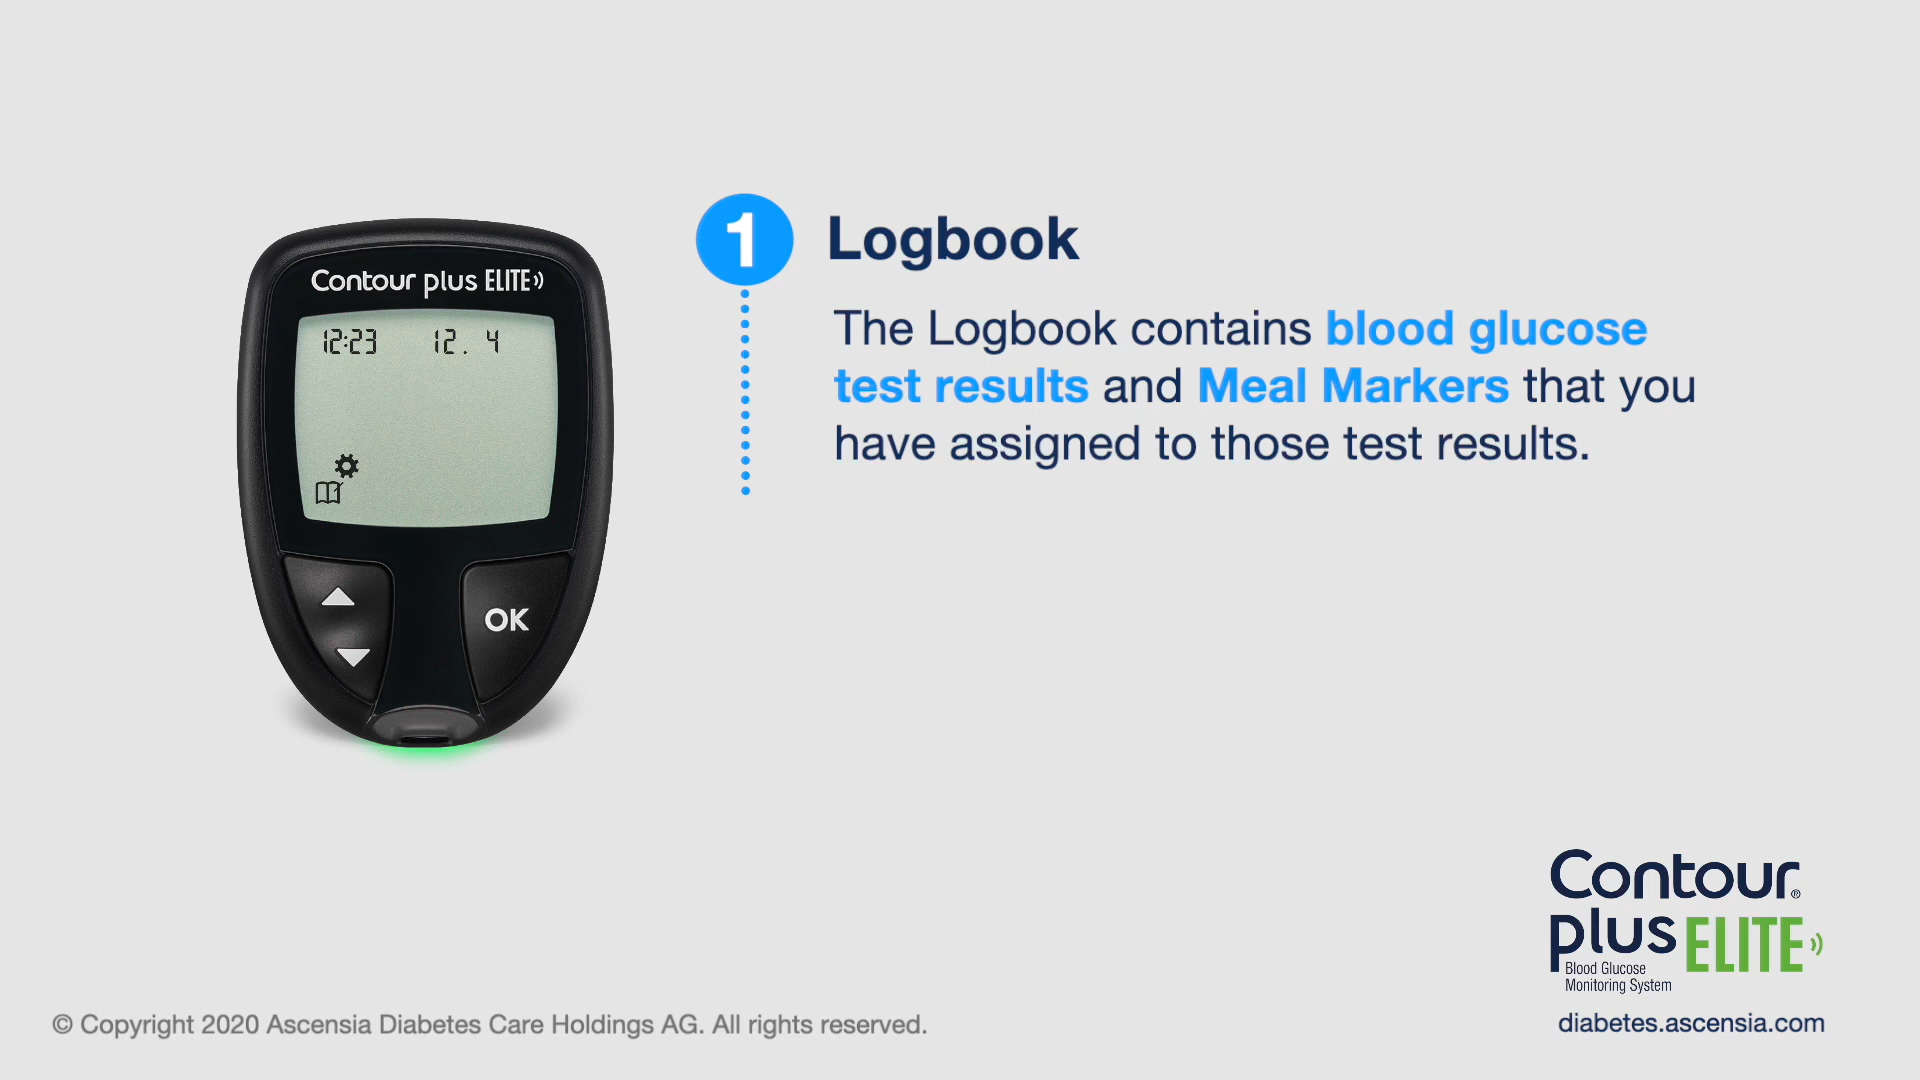 Contour plus ELITE
12:23 12. 4
OK
1 Logbook
The Logbook contains blood glucose
test results and Meal Markers that you
have assigned to those test results.
Contour®
plus ELITE
Blood Glucose
Monitoring System
© Copyright 2020 Ascensia Diabetes Care Holdings AG. All rights reserved.
diabetes.ascensia.com